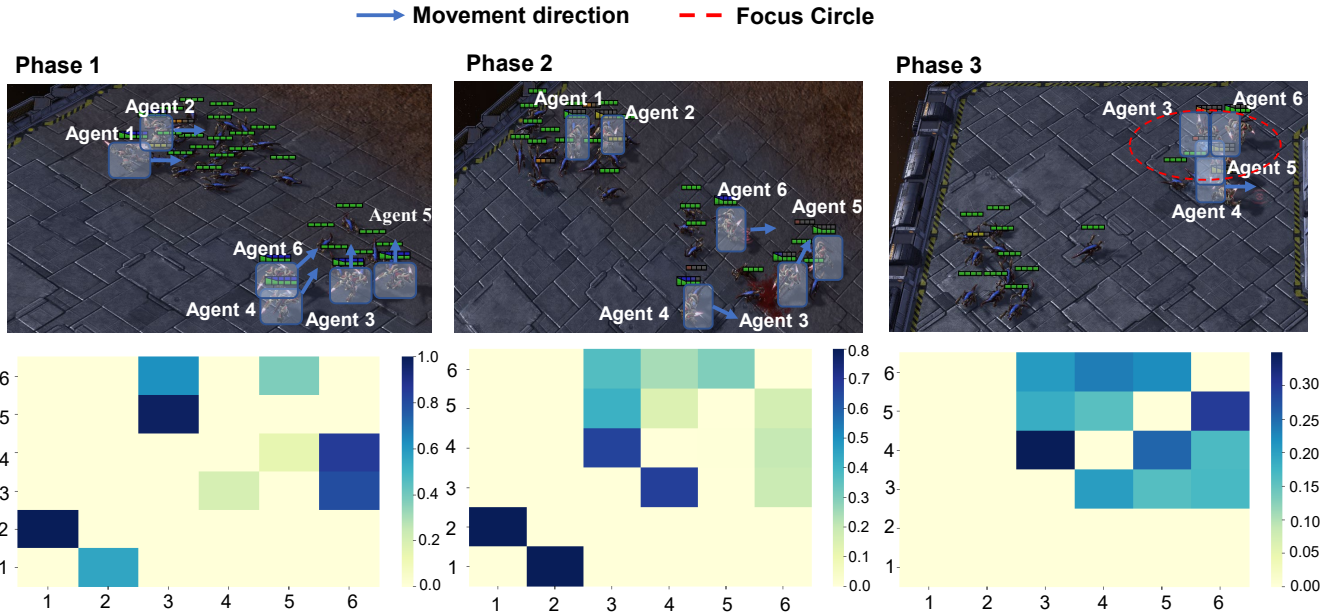 Movement direction
Focus Circle
Phase 1
Phase 2
Phase 3
Agent 2
Agent 1
Agent 5
Agent 6
Agent 4
Agent 3
Agent 1
Agent 2
Agent 6
Agent 5
Agent 4
Agent 3
Agent 3
Agent 6
Agent 5
Agent 4
6
5
4
3
2
1
1 2 3 4 5 6
1.0
0.8
0.6
0.4
0.2
0.0
6
5
4
3
2
1
1 2 3 4 5 6
0.8
0.7
0.6
0.5
0.4
0.3
0.2
0.1
0.0
6
5
4
3
2
1
1 2 3 4 5 6
0.30
0.25
0.20
0.15
0.10
0.05
0.00